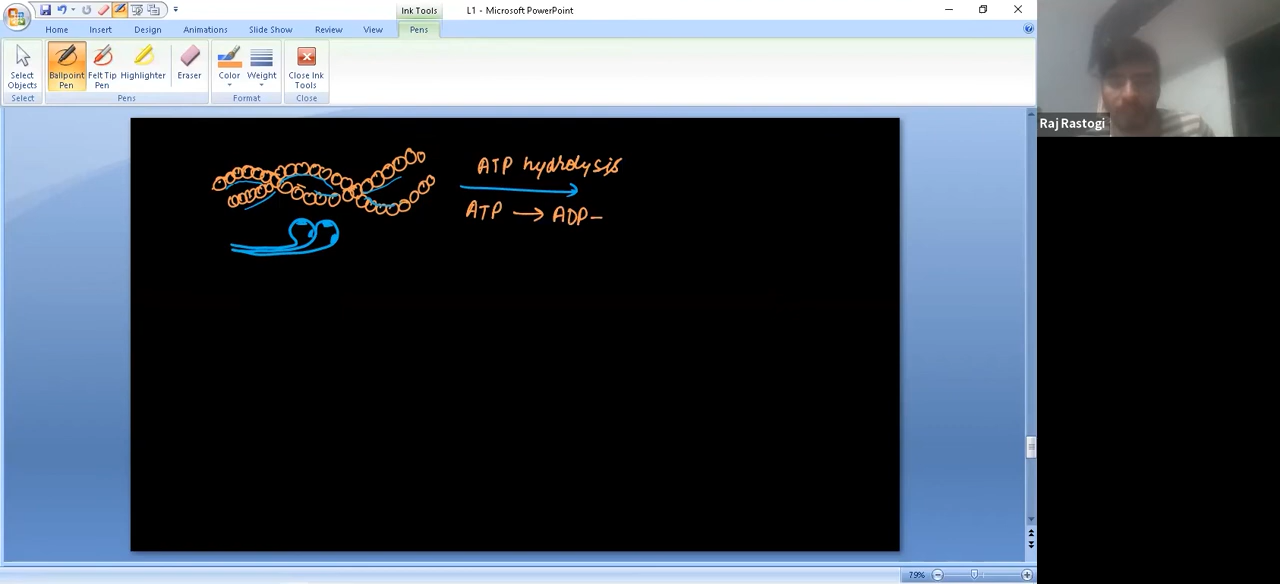 Ink Tools
L1 - Microsoft PowerPoint
Home Insert Design Animations Slide Show Review View Pens
Select Objects
Ballpoint Pen
Felt Tip Pen
Highlighter
Eraser
Color
Weight
Close Ink Tools
Select Pens Format Close
Raj Rastogi
ATP hydrolysis
ATP → ADP-
79%